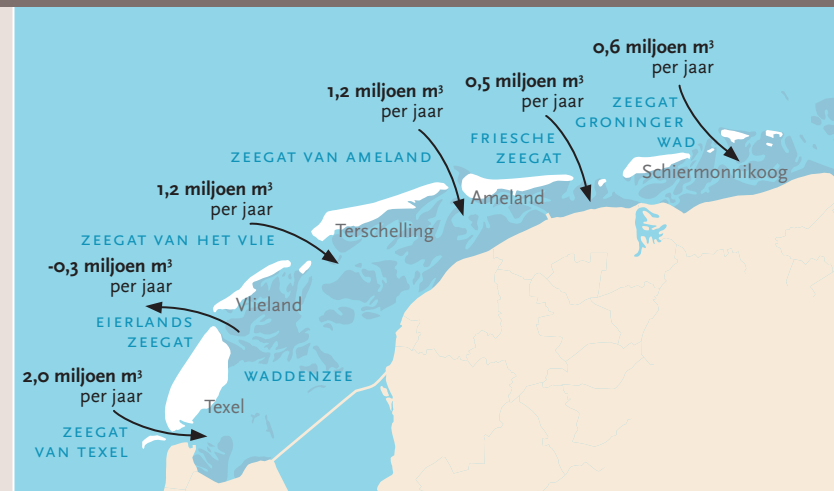 0,6 miljoen m³
per jaar
0,5 miljoen m³
per jaar
1,2 miljoen m³
per jaar
ZEEGAT
GRONINGER
WAD
FRIESCHE
ZEEGAT
ZEEGAT VAN AMELAND
Schiermonnikoog
Ameland
1,2 miljoen m³
per jaar
Terschelling
ZEEGAT VAN HET VLIE
-0,3 miljoen m³
per jaar
Vlieland
EIERLANDS
ZEEGAT
WADDENZEE
2,0 miljoen m³
per jaar
Texel
ZEEGAT
VAN TEXEL